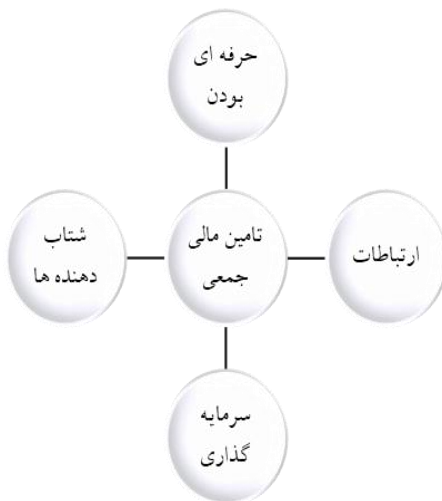 حرفه ای
بودن
ارتباطات
تامین مالی
جمعی
شتاب
دهنده ها
سرمایه
گذاری